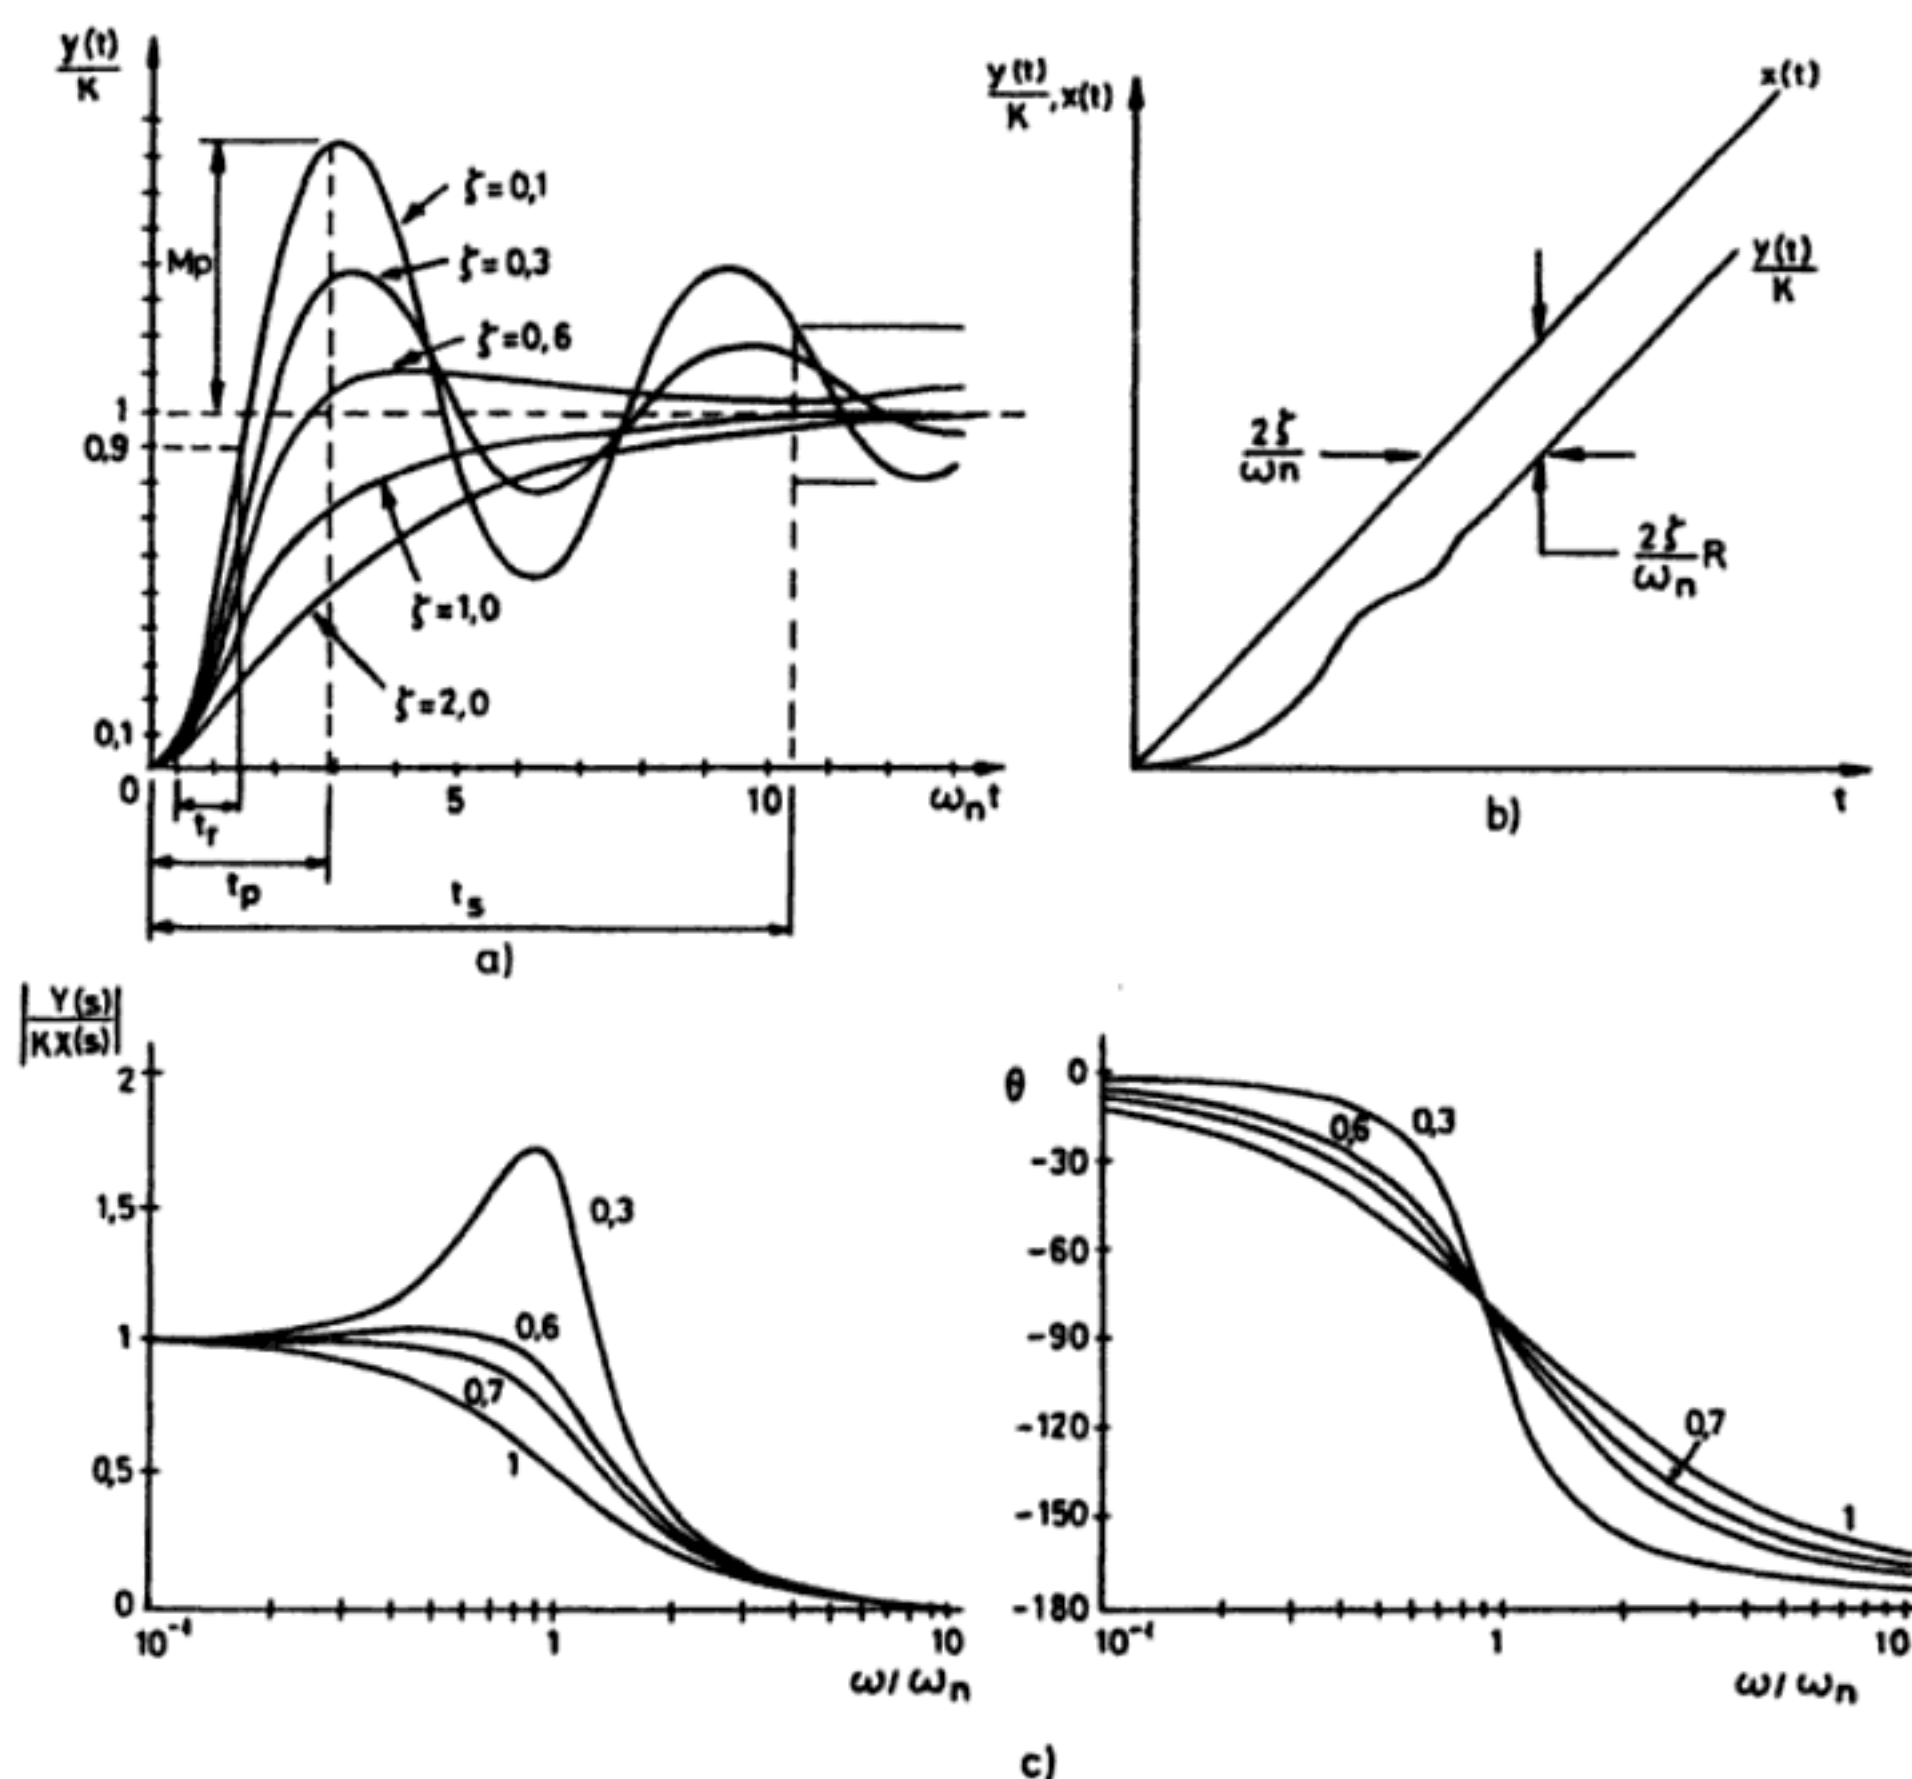 y(t)
K
Mp
ζ=0,1
ζ=0,3
ζ=0,6
1
0,9
ζ=1,0
ζ=2,0
0,1
0
5
10
ωnt
tr
tp
ts
a)
y(t)
K
,x(t)
x(t)
y(t)
K
2ζ
ωn
2ζ
ωn
R
t
b)
Y(s)
KX(s)
2
1,5
1
0,5
0
0,3
0,6
0,7
1
10⁻¹
1
10
ω/ωn
θ
0
-30
-60
-90
-120
-150
-180
0,6
0,3
0,7
1
10⁻¹
1
10
ω/ωn
c)